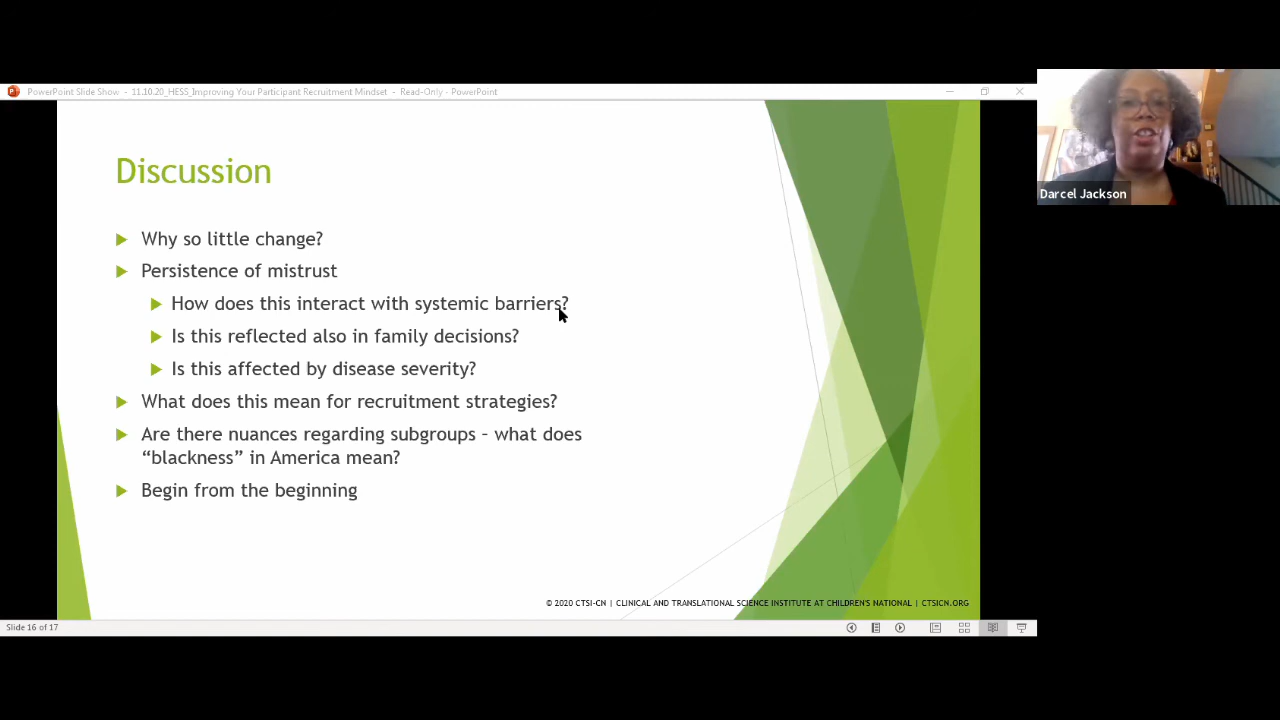 PowerPoint Slide Show - 11.10.20_HESS_Improving Your Participant Recruitment Mindset - Read-Only - PowerPoint
Darcel Jackson
Discussion
Why so little change?
Persistence of mistrust
How does this interact with systemic barriers?
Is this reflected also in family decisions?
Is this affected by disease severity?
What does this mean for recruitment strategies?
Are there nuances regarding subgroups – what does
“blackness” in America mean?
Begin from the beginning
© 2020 CTSI-CN | CLINICAL AND TRANSLATIONAL SCIENCE INSTITUTE AT CHILDREN'S NATIONAL | CTSICN.ORG
Slide 16 of 17